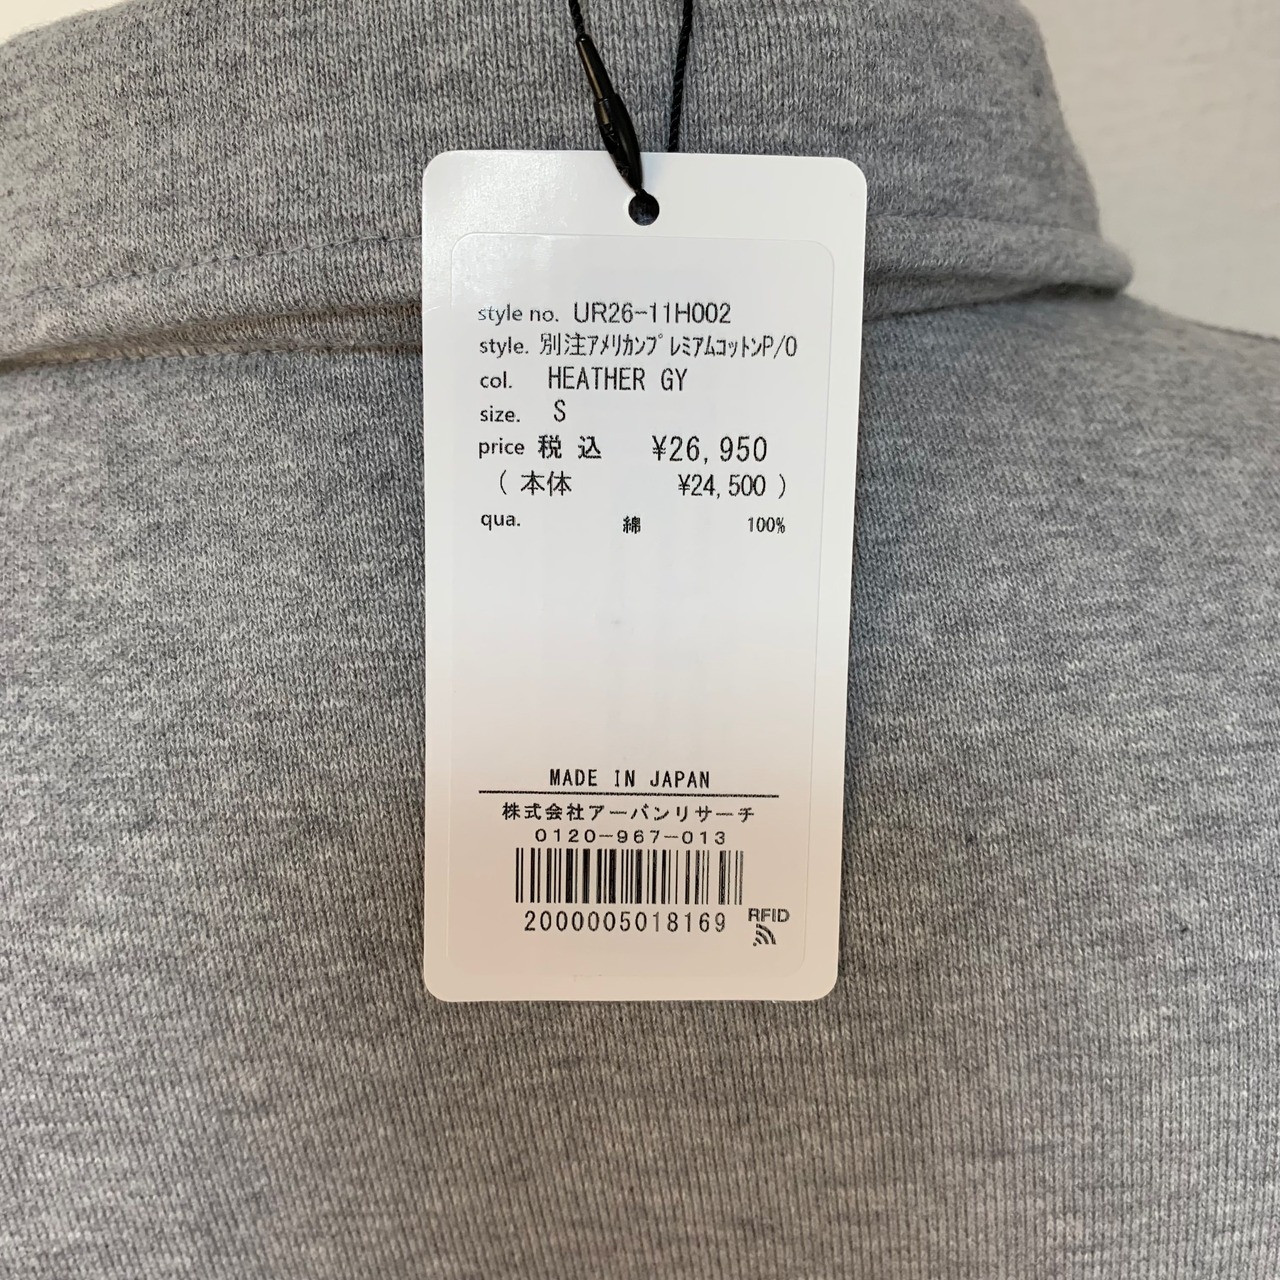 style no. UR26-11H002
style. 別注ｱﾒﾘｶﾝﾌﾟﾚﾐｱﾑｺｯﾄﾝP/O
col. HEATHER GY
size. S
price 税込 ¥26,950
(本体 ¥24,500)
qua. 綿 100%
MADE IN JAPAN
株式会社アーバンリサーチ
0120-967-013
2000005018169
RFID